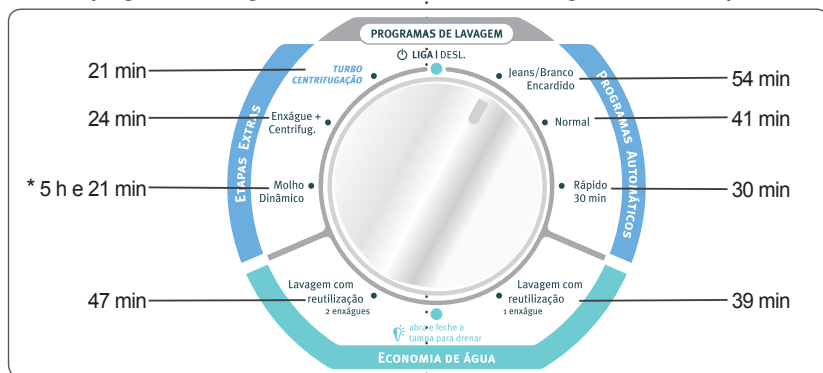 PROGRAMAS DE LAVAGEM
LIGA | DESL.
21 min
TURBO
CENTRIFUGAÇÃO
Jeans/Branco
Encardido
54 min
24 min
Enxágue +
Centrifug.
Normal
41 min
ETAPAS EXTRAS
PROGRAMAS AUTOMÁTICOS
* 5 h e 21 min
Molho
Dinâmico
Rápido
30 min
30 min
47 min
Lavagem com
reutilização
2 enxágues
Lavagem com
reutilização
1 enxágue
39 min
abra e feche a
tampa para drenar
ECONOMIA DE ÁGUA